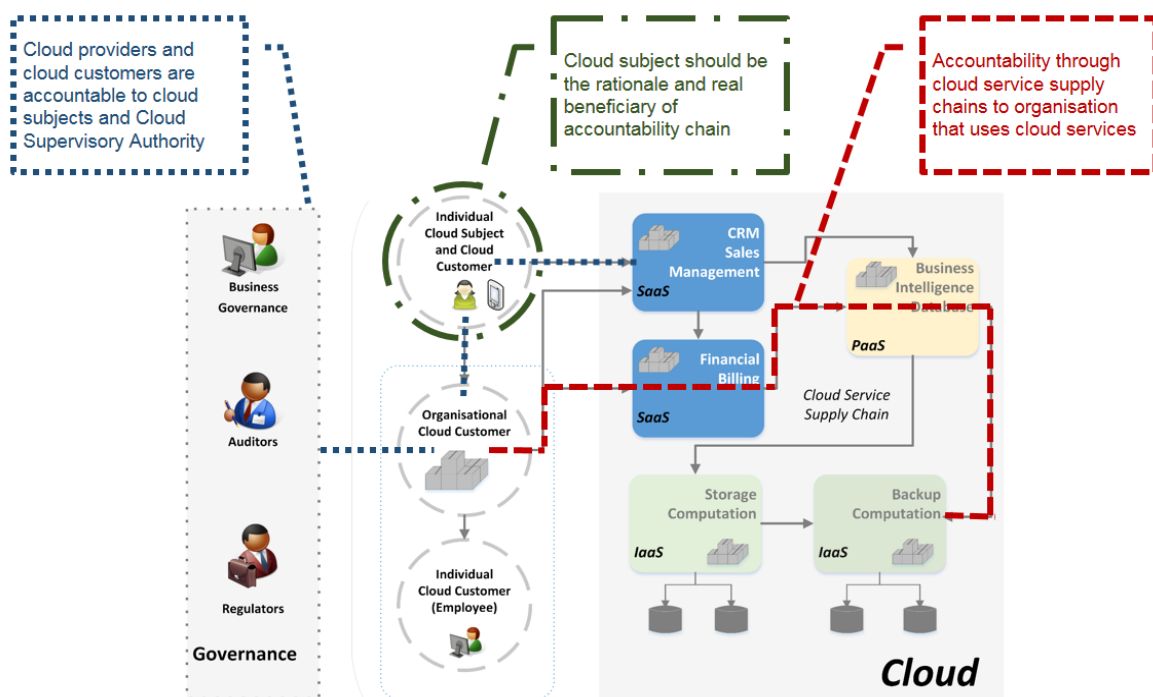 Cloud providers and
cloud customers are
accountable to cloud
subjects and Cloud
Supervisory Authority
Cloud subject should be
the rationale and real
beneficiary of
accountability chain
Accountability through
cloud service supply
chains to organisation
that uses cloud services
Business
Governance
Auditors
Regulators
Governance
Individual
Cloud Subject
and Cloud
Customer
Organisational
Cloud Customer
Individual
Cloud Customer
(Employee)
CRM
Sales
Management
SaaS
Business
Intelligence
Database
PaaS
Financial
Billing
SaaS
Cloud Service
Supply Chain
Storage
Computation
IaaS
Backup
Computation
IaaS
Cloud